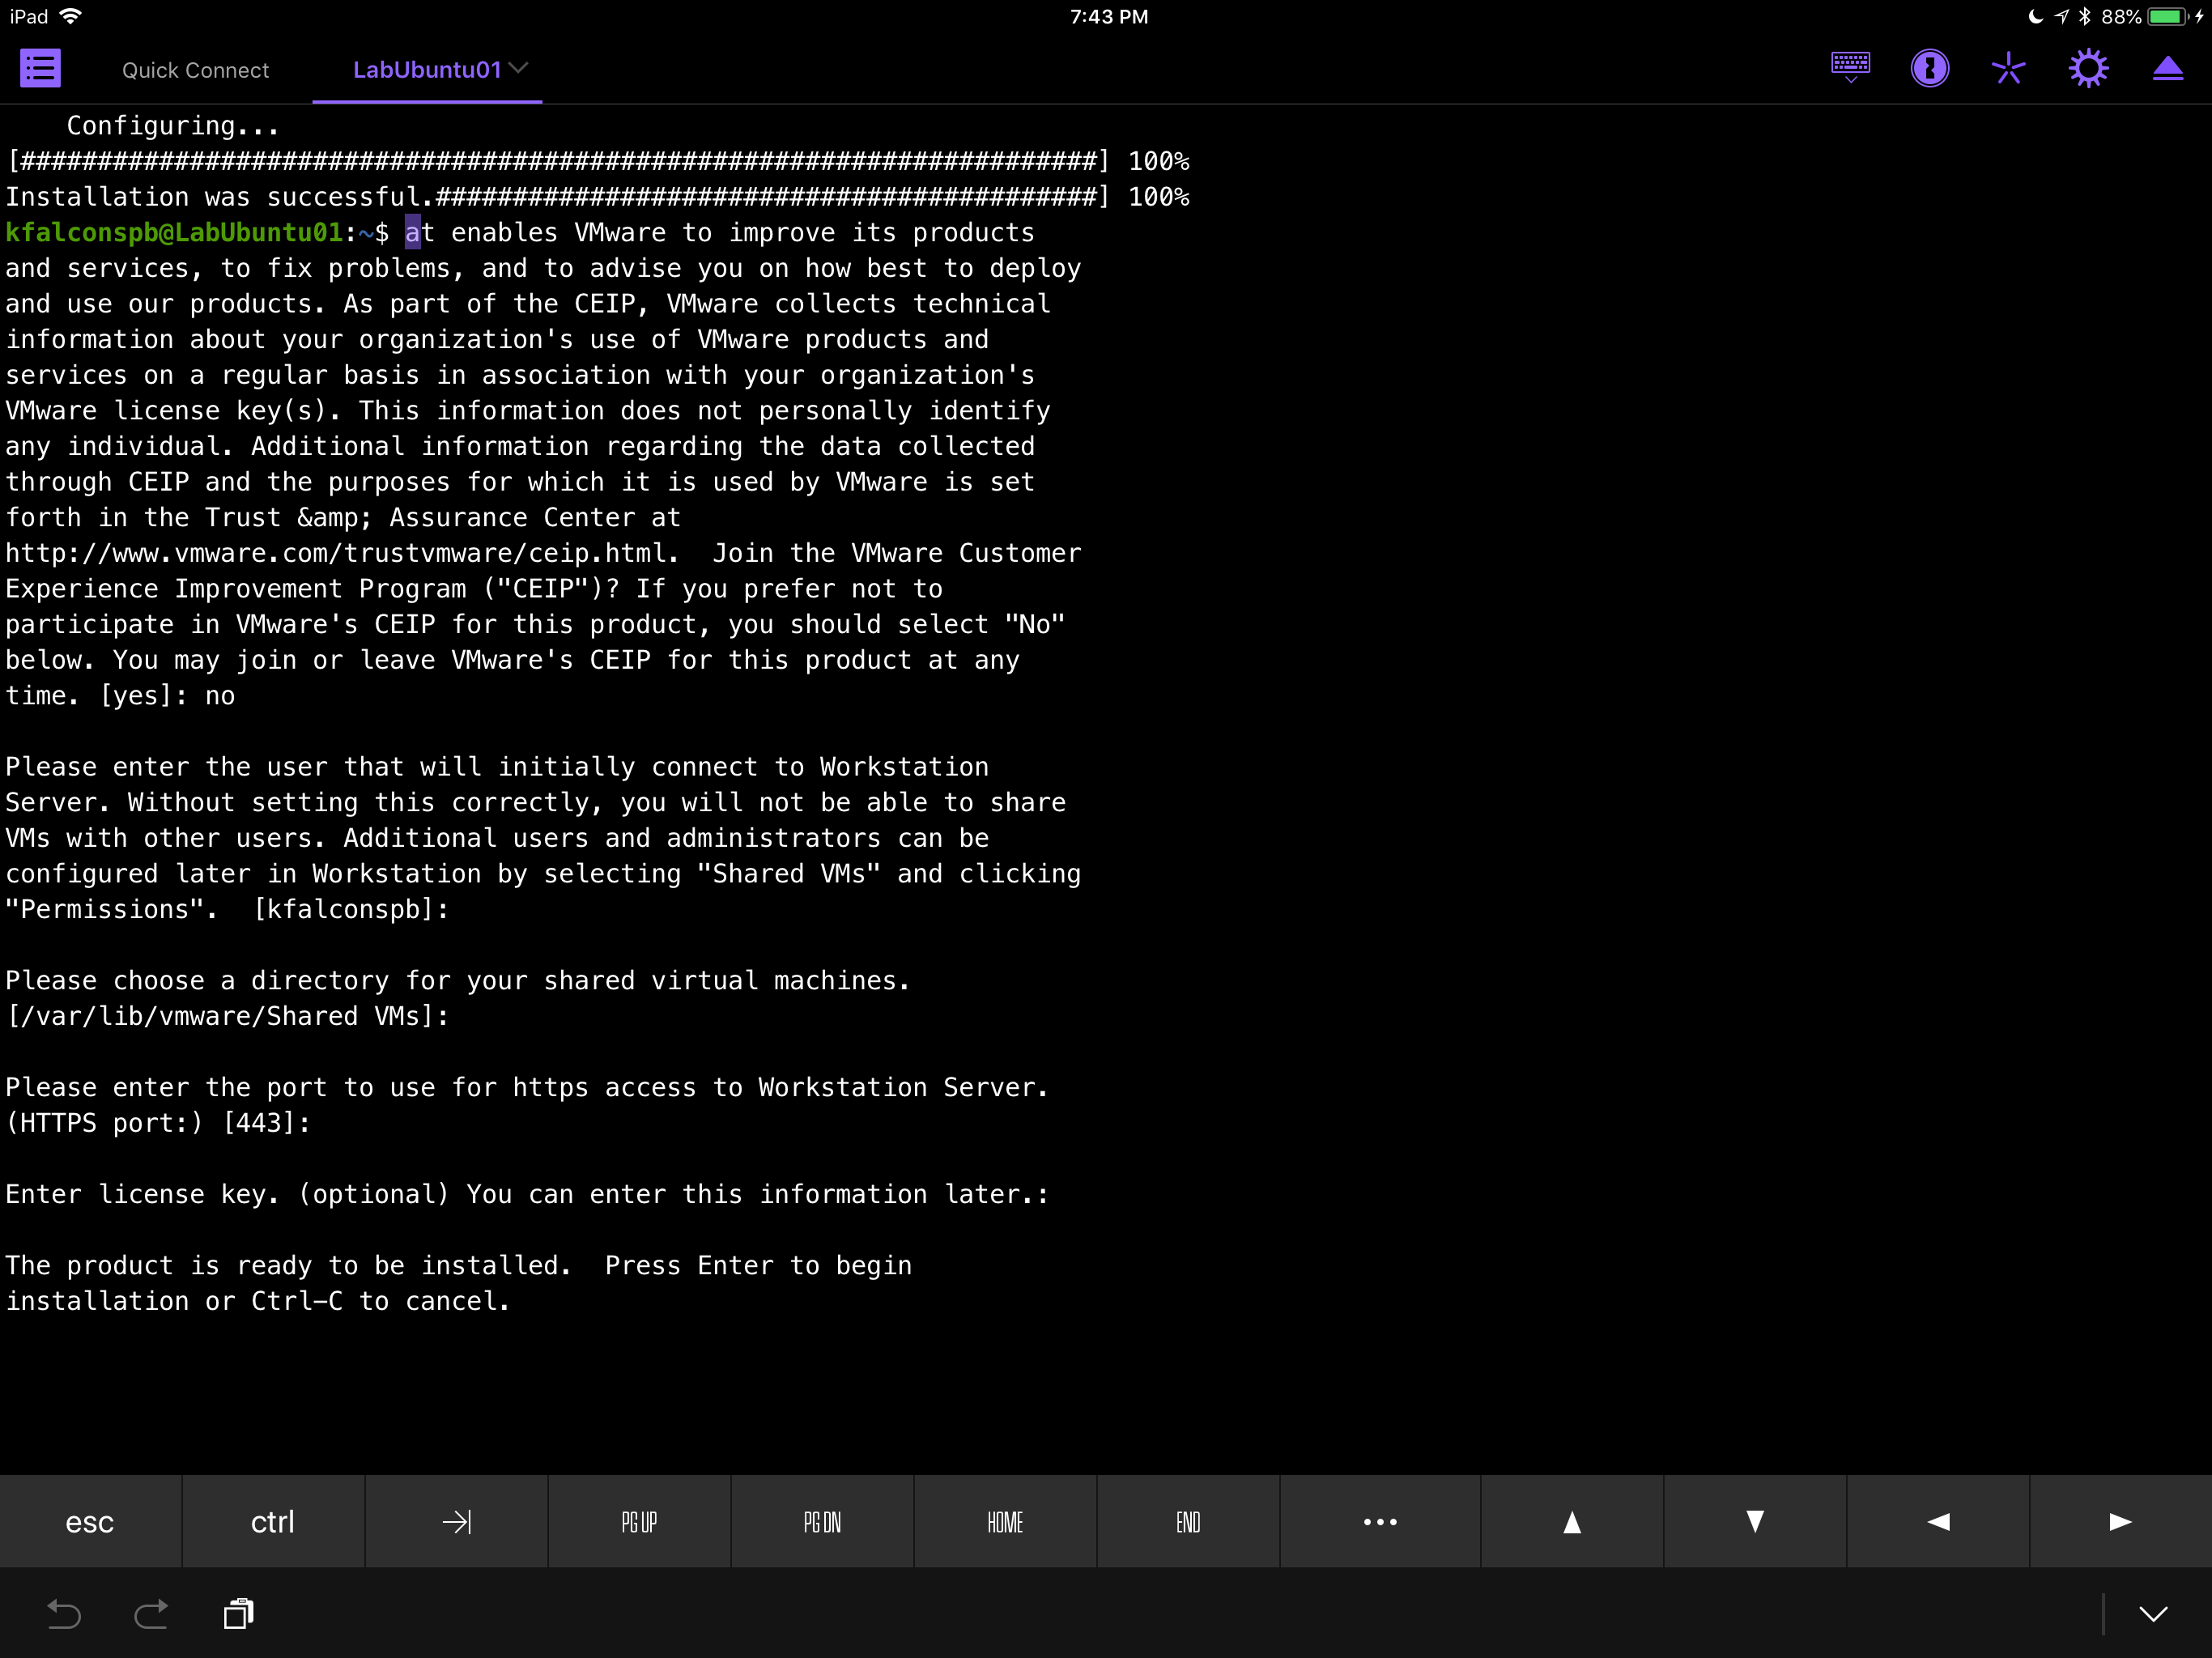 iPad 7:43 PM 88%
Quick Connect LabUbuntu01
    Configuring...
[######################################################################] 100%
Installation was successful.###########################################] 100%
kfalconspb@LabUbuntu01:~$ at enables VMware to improve its products
and services, to fix problems, and to advise you on how best to deploy
and use our products. As part of the CEIP, VMware collects technical
information about your organization's use of VMware products and
services on a regular basis in association with your organization's
VMware license key(s). This information does not personally identify
any individual. Additional information regarding the data collected
through CEIP and the purposes for which it is used by VMware is set
forth in the Trust &amp; Assurance Center at
http://www.vmware.com/trustvmware/ceip.html.  Join the VMware Customer
Experience Improvement Program ("CEIP")? If you prefer not to
participate in VMware's CEIP for this product, you should select "No"
below. You may join or leave VMware's CEIP for this product at any
time. [yes]: no

Please enter the user that will initially connect to Workstation
Server. Without setting this correctly, you will not be able to share
VMs with other users. Additional users and administrators can be
configured later in Workstation by selecting "Shared VMs" and clicking
"Permissions".  [kfalconspb]:

Please choose a directory for your shared virtual machines.
[/var/lib/vmware/Shared VMs]:

Please enter the port to use for https access to Workstation Server.
(HTTPS port:) [443]:

Enter license key. (optional) You can enter this information later.:

The product is ready to be installed.  Press Enter to begin
installation or Ctrl-C to cancel.
esc ctrl PG UP PG DN HOME END •••